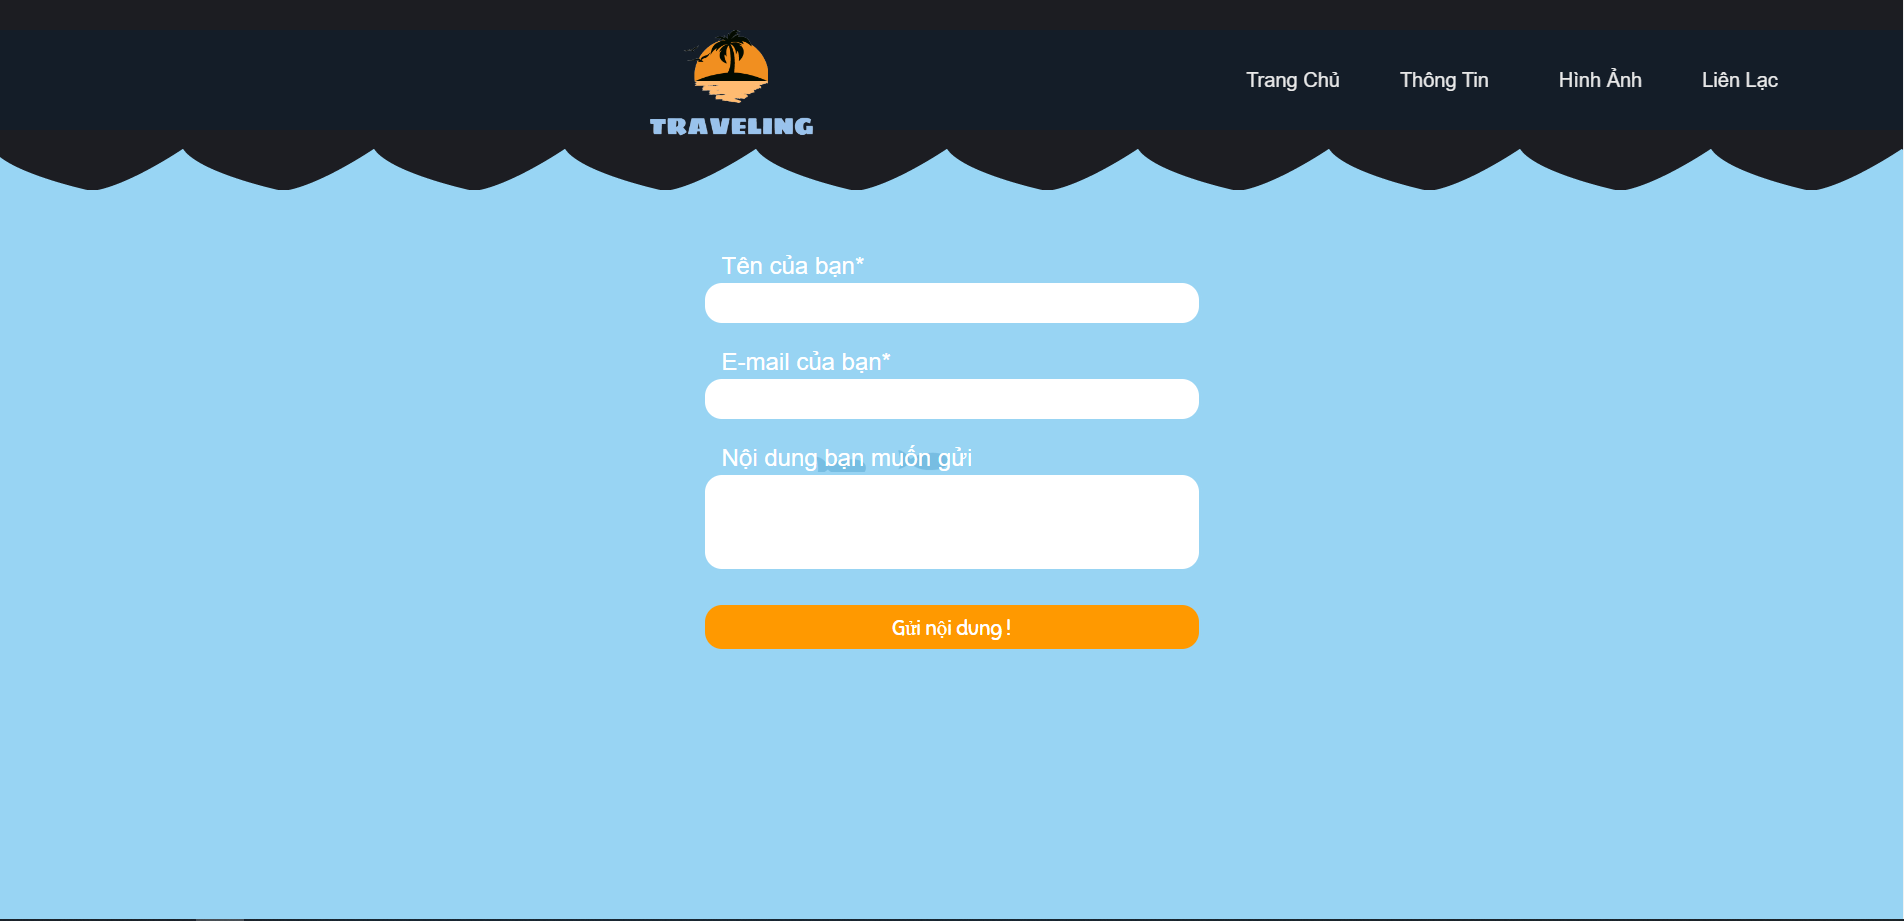 TRAVELING
Trang Chủ Thông Tin Hình Ảnh Liên Lạc
Tên của bạn*
E-mail của bạn*
Nội dung bạn muốn gửi
Gửi nội dung !